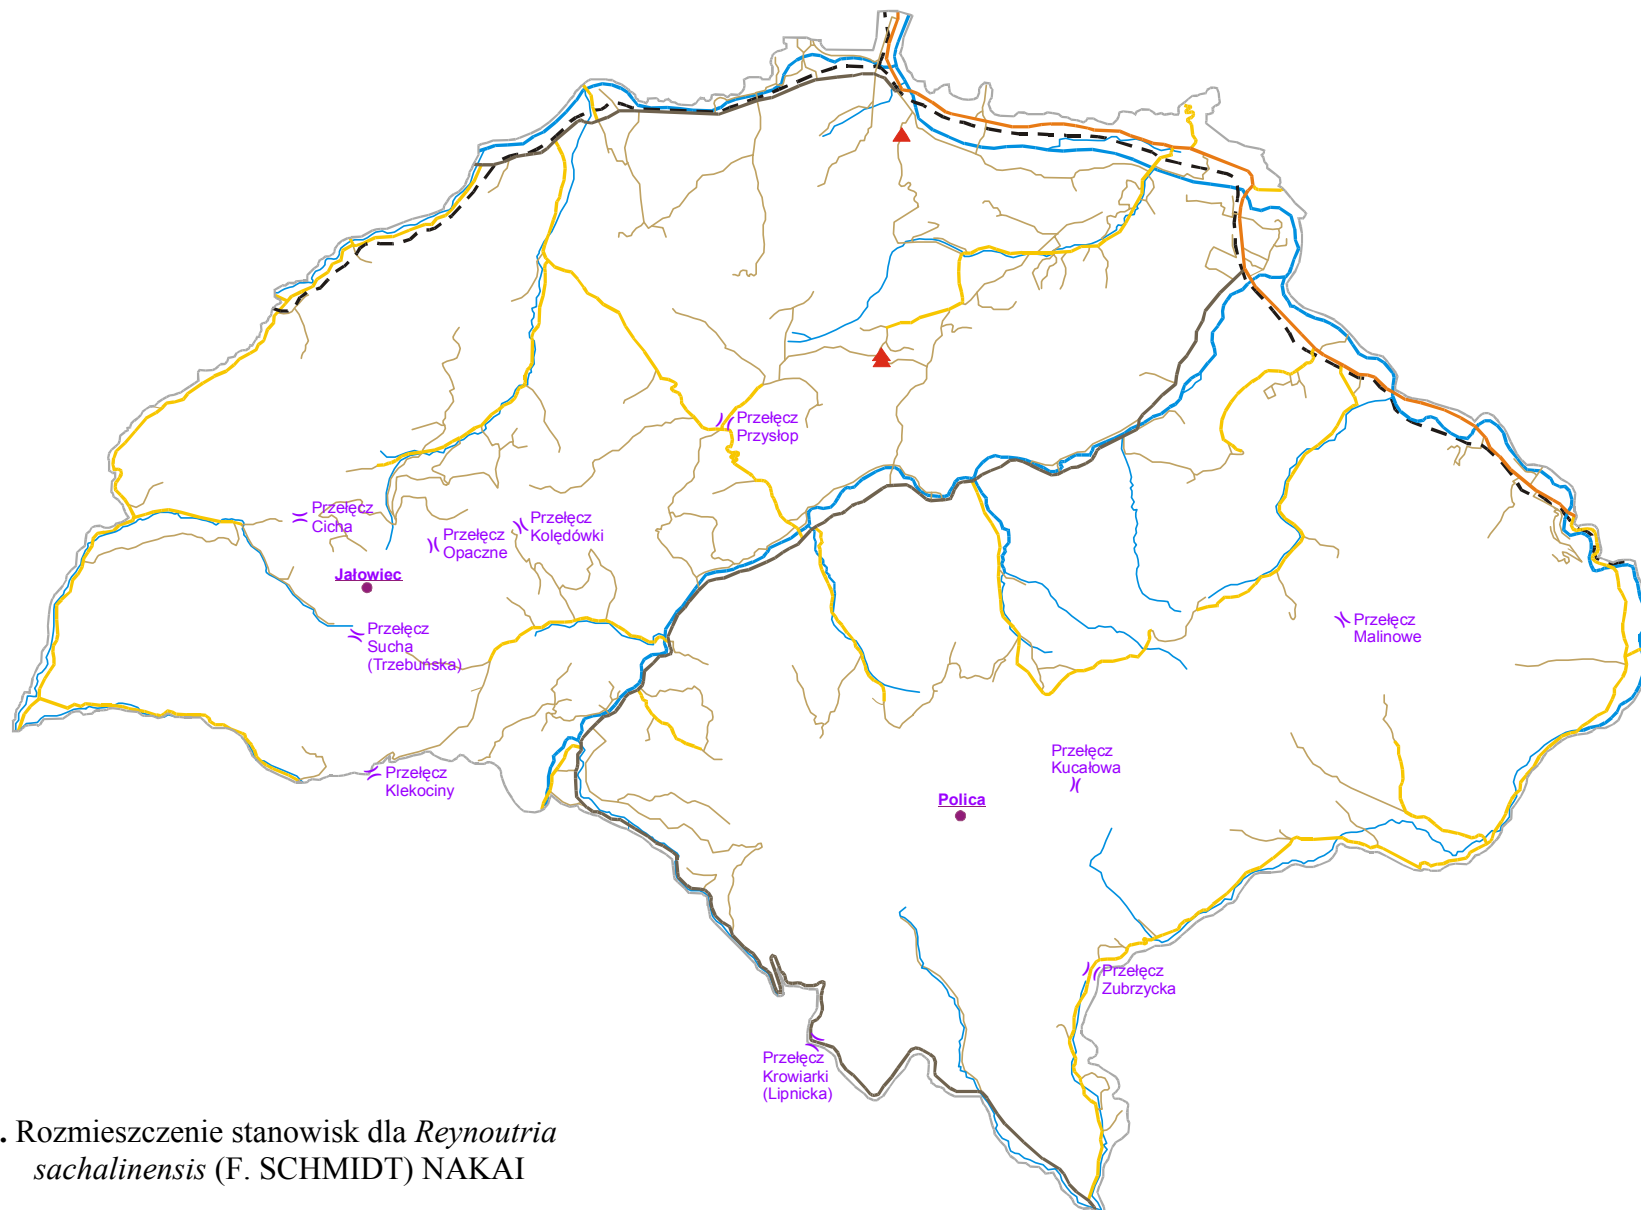 Przełęcz
Przysłop
Przełęcz
Cicha
Przełęcz
Opaczne
Przełęcz
Kolędówki
Jałowiec
Przełęcz
Sucha
(Trzebuńska)
Przełęcz
Malinowe
Przełęcz
Klekociny
Przełęcz
Kucałowa
Polica
Przełęcz
Zubrzycka
Przełęcz
Krowiarki
(Lipnicka)
. Rozmieszczenie stanowisk dla Reynoutria
sachalinensis (F. SCHMIDT) NAKAI